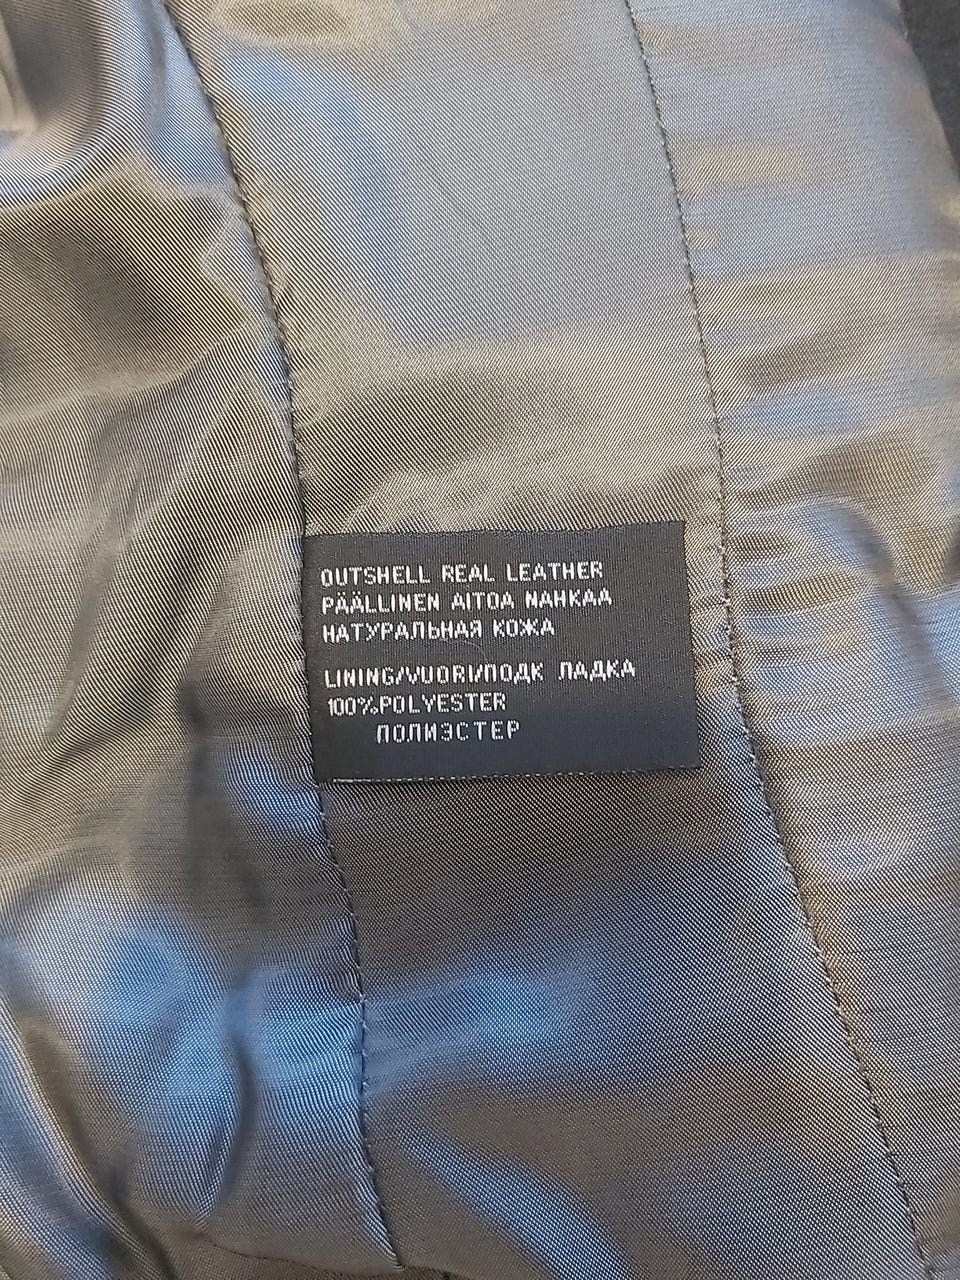 OUTSHELL REAL LEATHER
PÄÄLLINEN AITOA NAHKAA
НАТУРАЛЬНАЯ КОЖА
LINING/VUORI/ПОДК ЛАДКА
100%POLYESTER
ПОЛИЭСТЕР